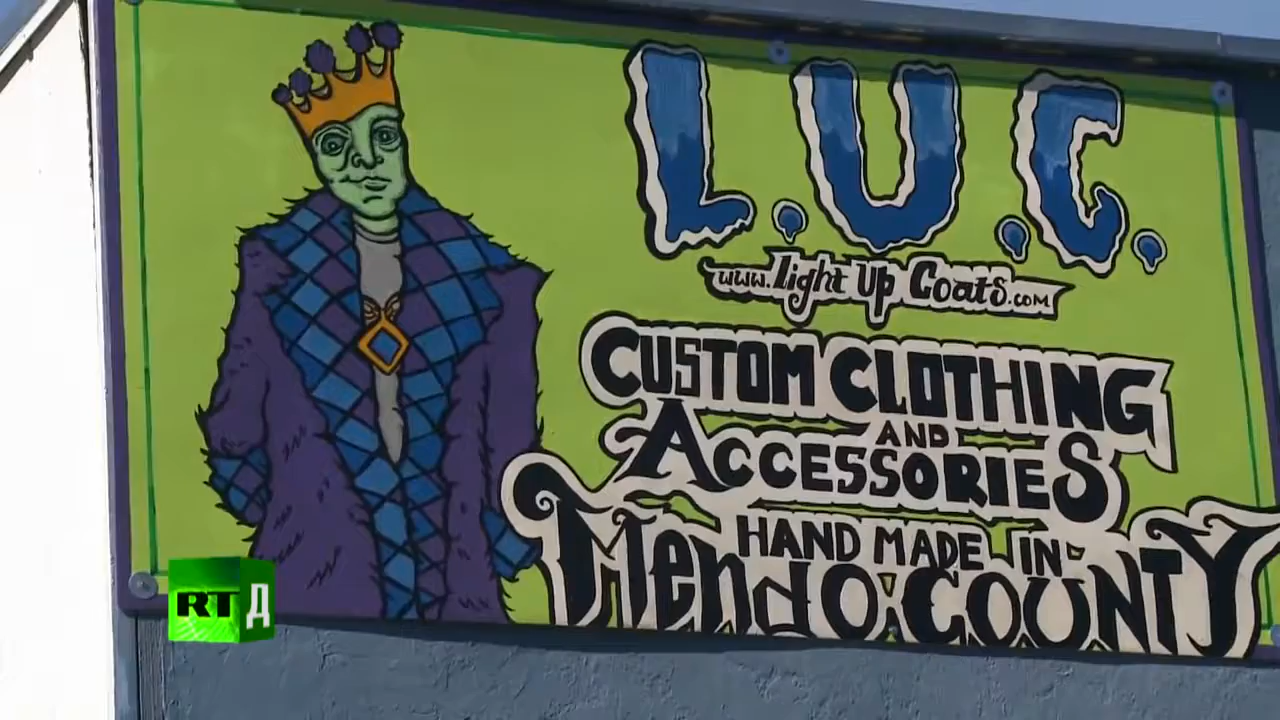 L.U.C.
www.Light Up Coats.com
CUSTOM CLOTHING
AND
ACCESSORIES
HAND MADE IN
MendO COUNTY
RT Д